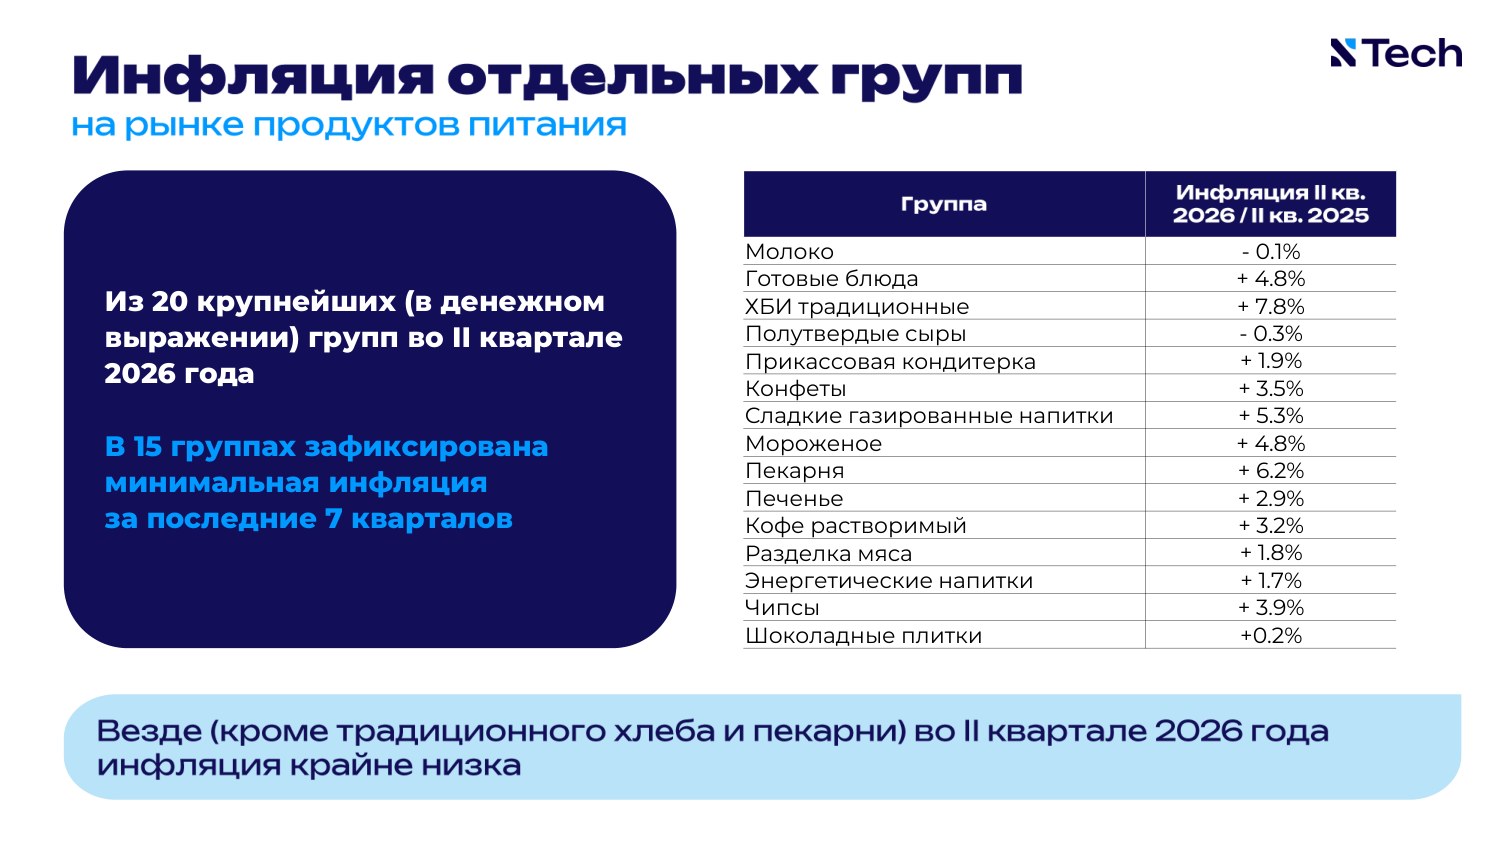 Инфляция отдельных групп
на рынке продуктов питания
Tech
Из 20 крупнейших (в денежном
выражении) групп во II квартале
2026 года
В 15 группах зафиксирована
минимальная инфляция
за последние 7 кварталов
Группа
Инфляция II кв.
2026 / II кв. 2025
Молоко - 0.1%
Готовые блюда + 4.8%
ХБИ традиционные + 7.8%
Полутвердые сыры - 0.3%
Прикассовая кондитерка + 1.9%
Конфеты + 3.5%
Сладкие газированные напитки + 5.3%
Мороженое + 4.8%
Пекарня + 6.2%
Печенье + 2.9%
Кофе растворимый + 3.2%
Разделка мяса + 1.8%
Энергетические напитки + 1.7%
Чипсы + 3.9%
Шоколадные плитки +0.2%
Везде (кроме традиционного хлеба и пекарни) во II квартале 2026 года
инфляция крайне низка